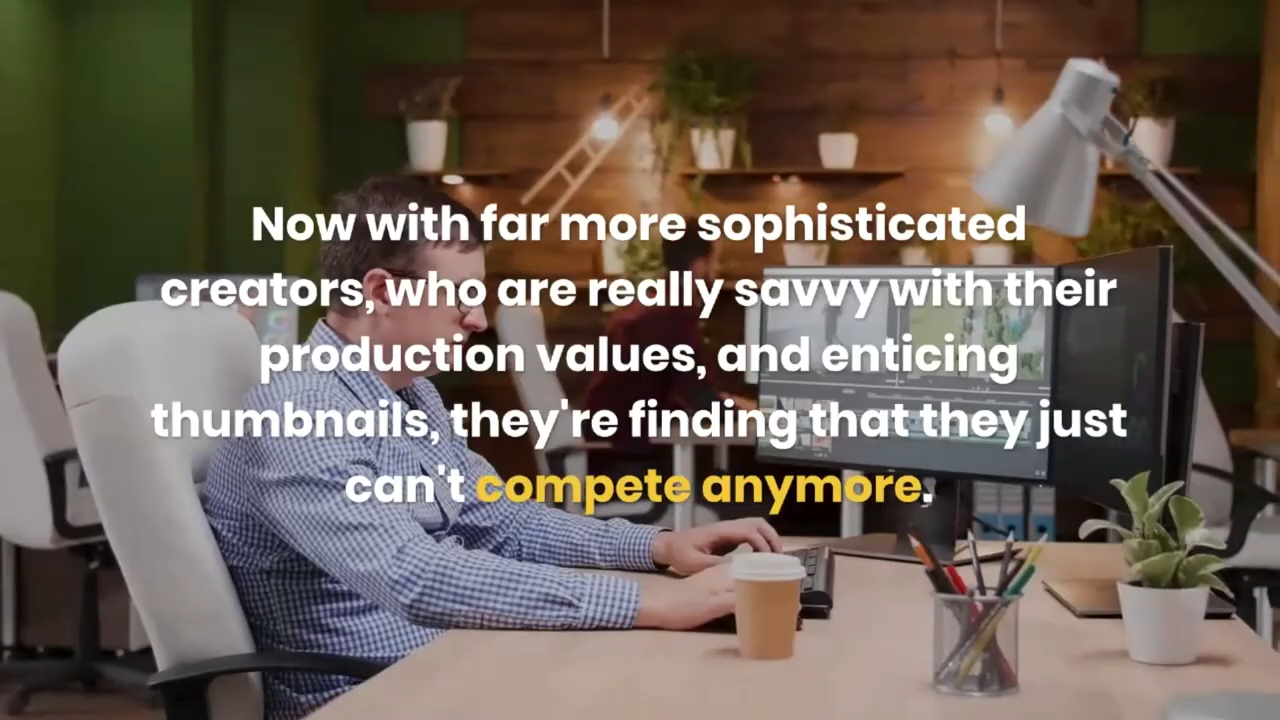 Now with far more sophisticated
creators, who are really savvy with their
production values, and enticing
thumbnails, they're finding that they just
can't compete anymore.